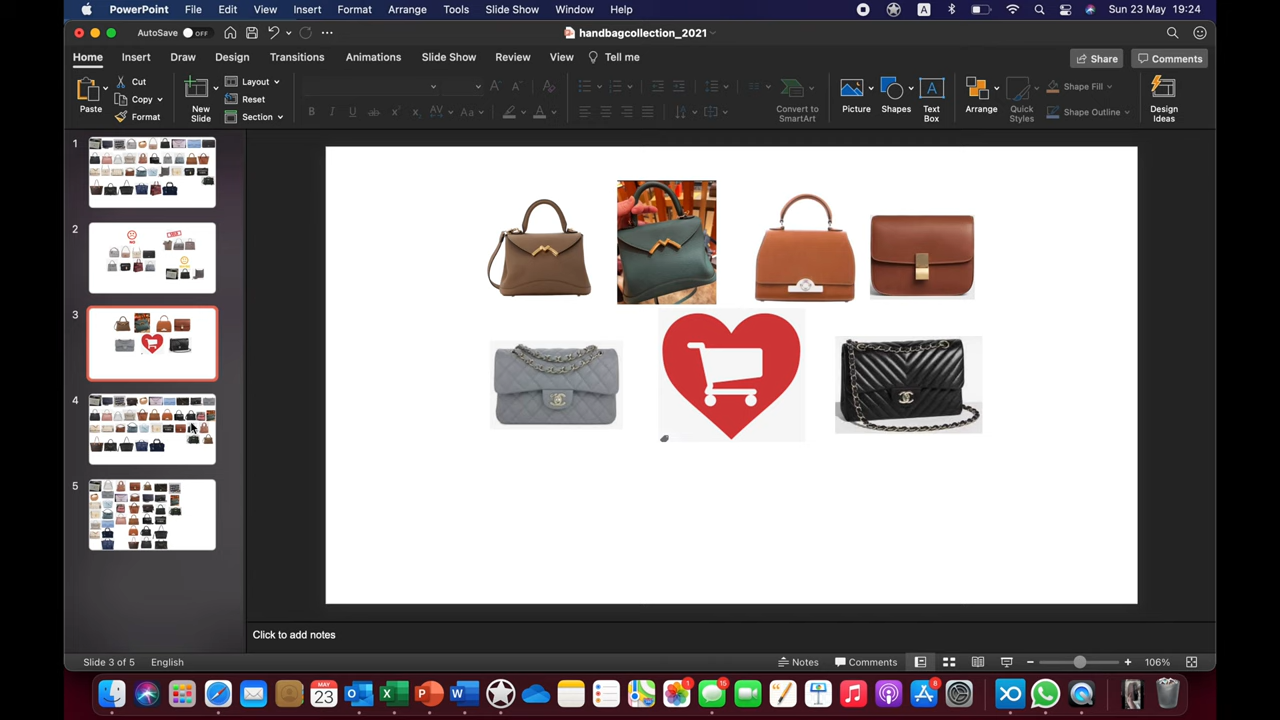 PowerPoint File Edit View Insert Format Arrange Tools Slide Show Window Help A Sun 23 May 19:24
AutoSave OFF handbagcollection_2021
Home Insert Draw Design Transitions Animations Slide Show Review View Tell me Share Comments
Paste Cut Copy Format New Slide Layout Reset Section B I U Convert to SmartArt Picture Shapes Text Box Arrange Quick Styles Shape Fill Shape Outline Design Ideas
1
2
3
4
5
Click to add notes
Slide 3 of 5 English Notes Comments 106%
1 15 8
23